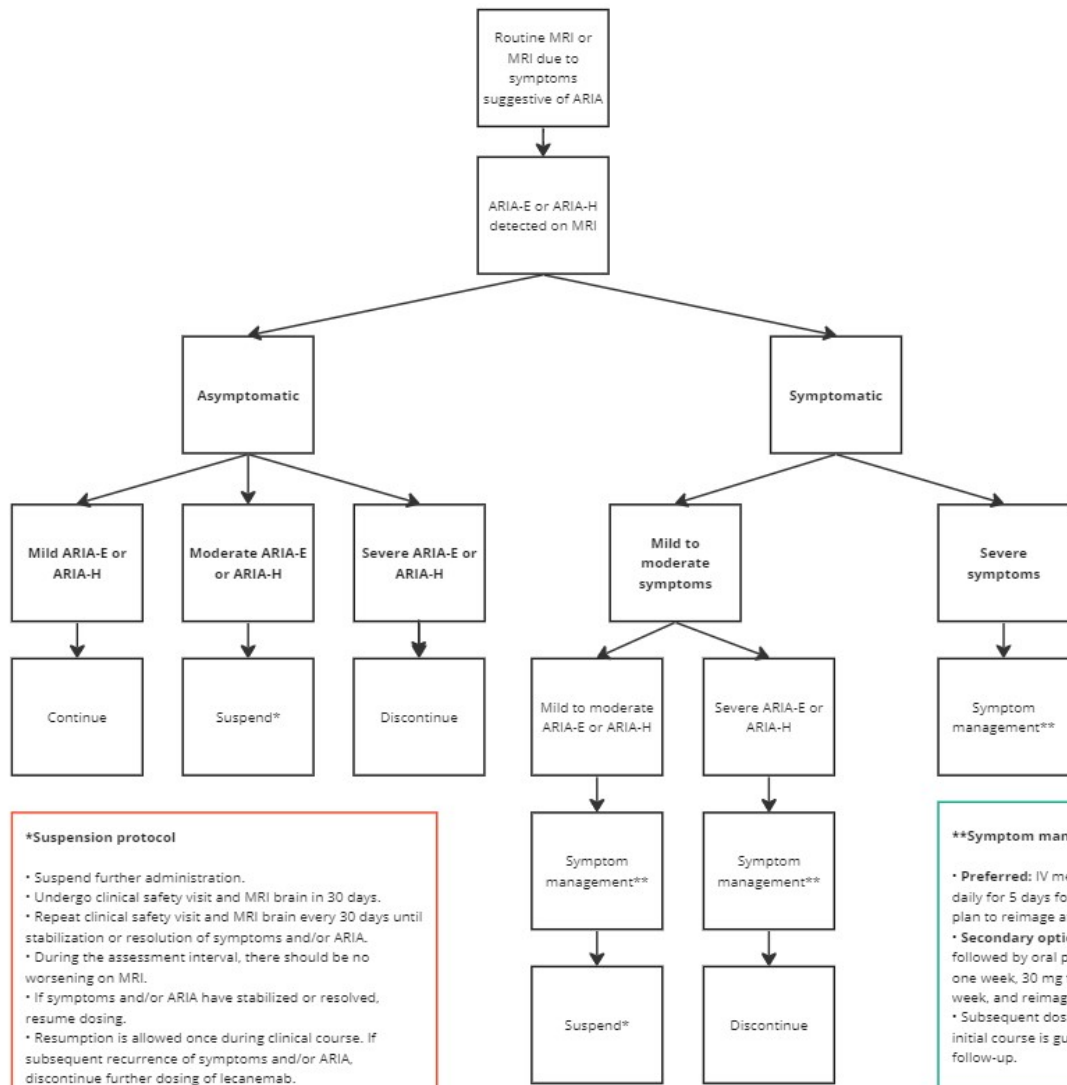 Routine MRI or
MRI due to
symptoms
suggestive of ARIA
ARIA-E or ARIA-H
detected on MRI
Asymptomatic
Symptomatic
Mild ARIA-E or
ARIA-H
Moderate ARIA-E
or ARIA-H
Severe ARIA-E or
ARIA-H
Mild to
moderate
symptoms
Severe
symptoms
Continue
Suspend*
Discontinue
Mild to moderate
ARIA-E or ARIA-H
Severe ARIA-E or
ARIA-H
Symptom
management**
Symptom
management**
Symptom
management**
Suspend*
Discontinue
*Suspension protocol
• Suspend further administration.
• Undergo clinical safety visit and MRI brain in 30 days.
• Repeat clinical safety visit and MRI brain every 30 days until
stabilization or resolution of symptoms and/or ARIA.
• During the assessment interval, there should be no
worsening on MRI.
• If symptoms and/or ARIA have stabilized or resolved,
resume dosing.
• Resumption is allowed once during clinical course. If
subsequent recurrence of symptoms and/or ARIA,
discontinue further dosing of lecanemab.
**Symptom
• Preferred: IV
daily for 5 days
plan to reimage
• Secondary
followed by oral
one week, 30 mg
week, and
• Subsequent
initial course is
follow-up.